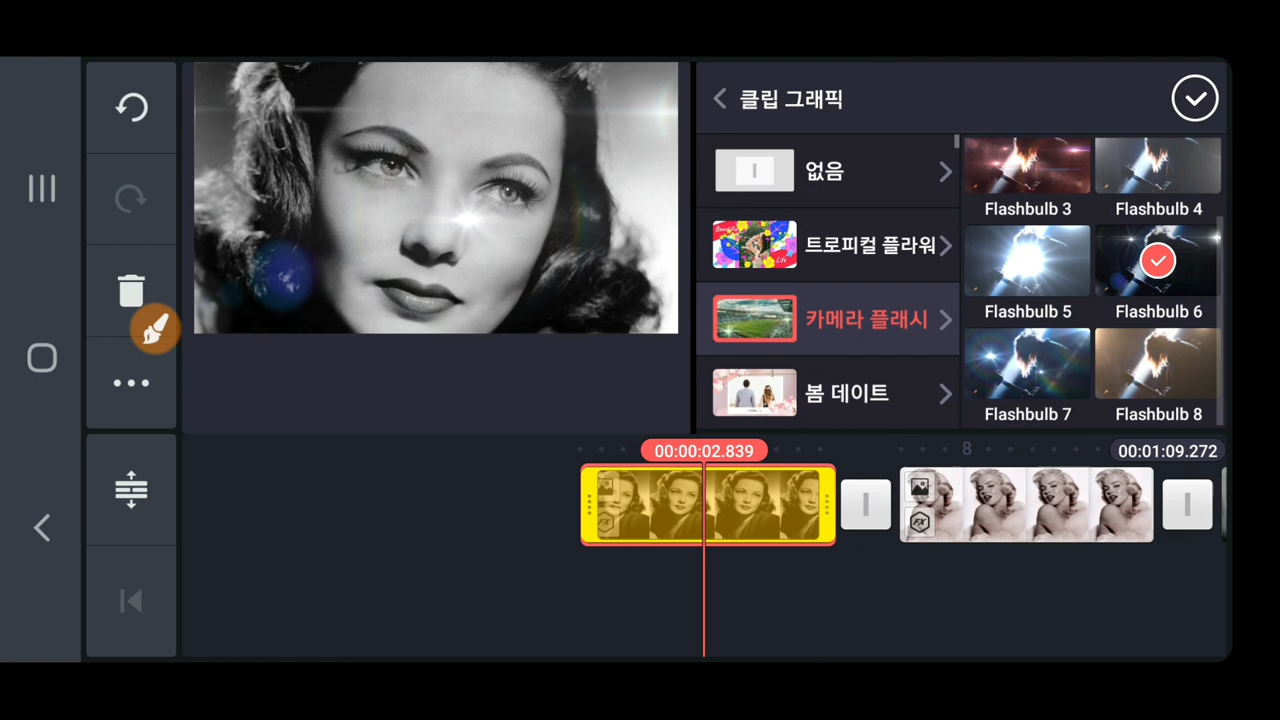 클립 그래픽
없음
트로피컬 플라워
카메라 플래시
봄 데이트
Flashbulb 3
Flashbulb 4
Flashbulb 5
Flashbulb 6
Flashbulb 7
Flashbulb 8
00:00:02.839
8
00:01:09.272